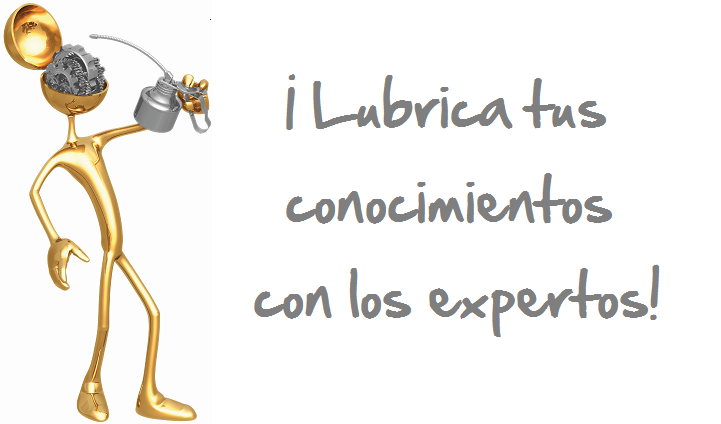 ¡ Lubrica tus
conocimientos
con los expertos!